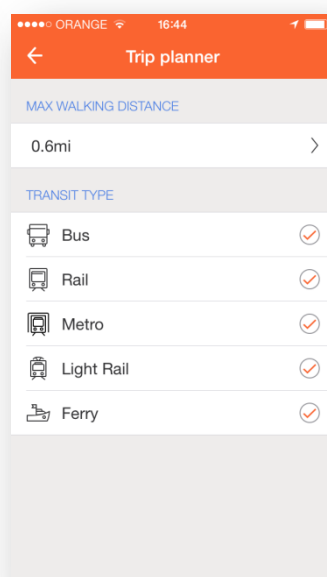 ORANGE 16:44
Trip planner
MAX WALKING DISTANCE
0.6mi
TRANSIT TYPE
Bus
Rail
Metro
Light Rail
Ferry